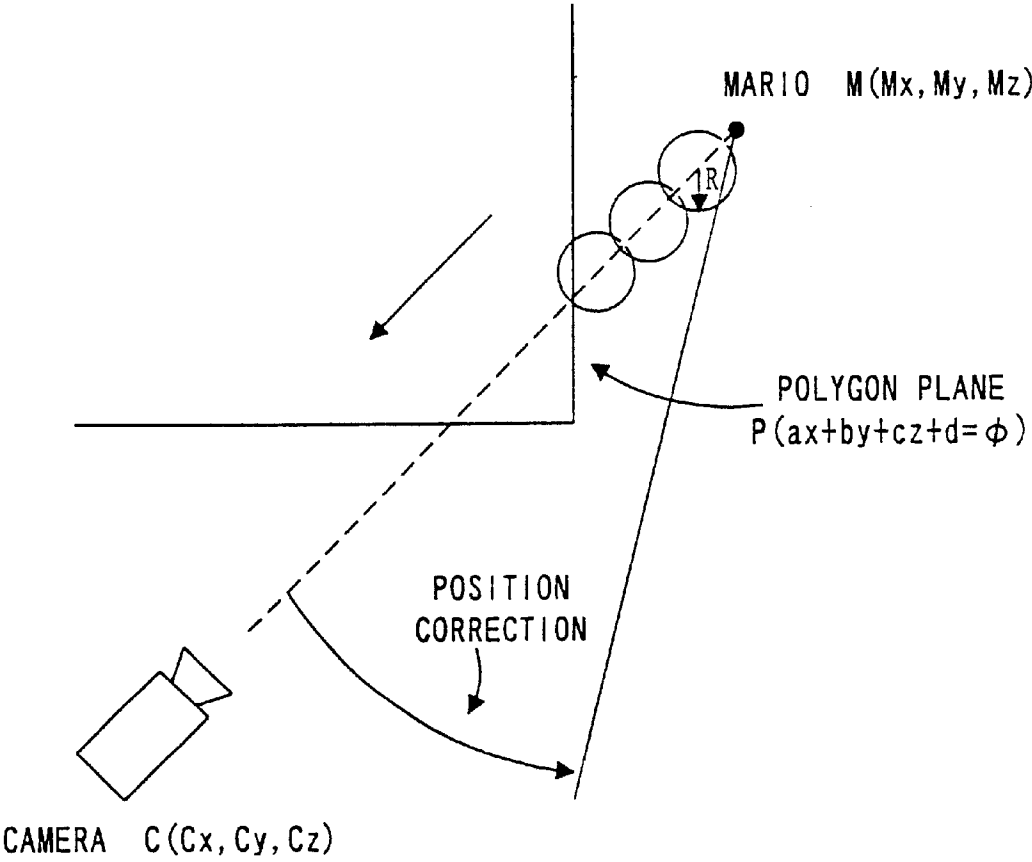 MARIO M(Mx, My, Mz)
R
POLYGON PLANE
P(ax+by+cz+d=ϕ)
POSITION
CORRECTION
CAMERA C(Cx, Cy, Cz)